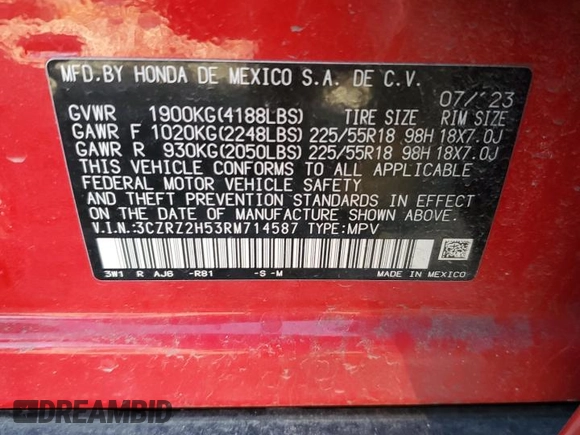 MFD.BY HONDA DE MEXICO S.A. DE C.V.
07/23
GVWR 1900KG(4188LBS) TIRE SIZE RIM SIZE
GAWR F 1020KG(2248LBS) 225/55R18 98H 18X7.0J
GAWR R 930KG(2050LBS) 225/55R18 98H 18X7.0J
THIS VEHICLE CONFORMS TO ALL APPLICABLE
FEDERAL MOTOR VEHICLE SAFETY
AND THEFT PREVENTION STANDARDS IN EFFECT
ON THE DATE OF MANUFACTURE SHOWN ABOVE.
V.I.N.:3CZRZ2H53RM714587 TYPE:MPV
3W1 R AJ6 -R81 -S -M
MADE IN MEXICO
DREAMBID